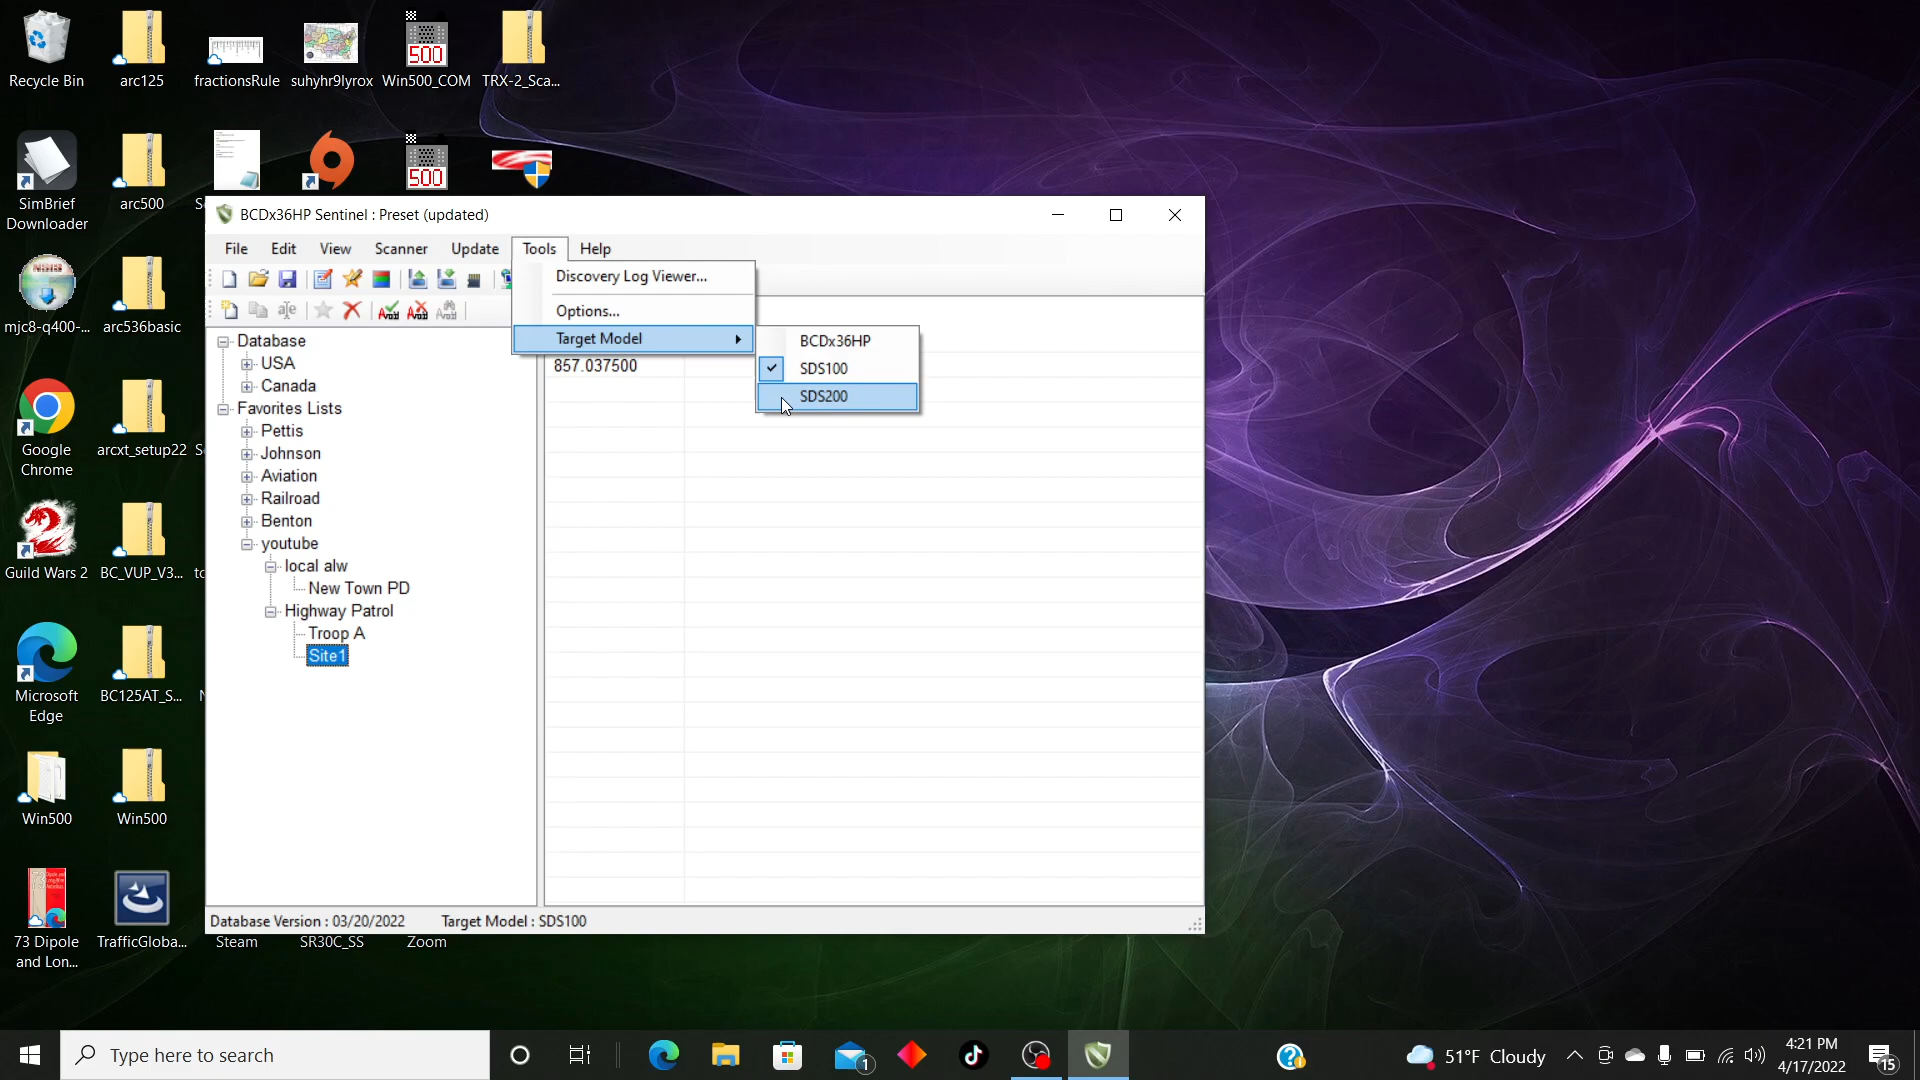 Recycle Bin
arc125
fractionsRule
suhyhr9lyrox
500
Win500_COM
TRX-2_Sca...
SimBrief
Downloader
arc500
500
mjc8-q400-...
arc536basic
Google
Chrome
arcxt_setup22
Guild Wars 2
BC_VUP_V3...
Microsoft
Edge
BC125AT_S...
Win500
Win500
73 Dipole
and Lon...
TrafficGloba...
Steam
SR30C_SS
Zoom
BCDx36HP Sentinel : Preset (updated)
File
Edit
View
Scanner
Update
Tools
Help
Discovery Log Viewer...
Options...
Target Model
BCDx36HP
SDS100
SDS200
857.037500
Database
USA
Canada
Favorites Lists
Pettis
Johnson
Aviation
Railroad
Benton
youtube
local alw
New Town PD
Highway Patrol
Troop A
Site1
Database Version : 03/20/2022
Target Model : SDS100
Type here to search
1
51°F Cloudy
4:21 PM
4/17/2022
15